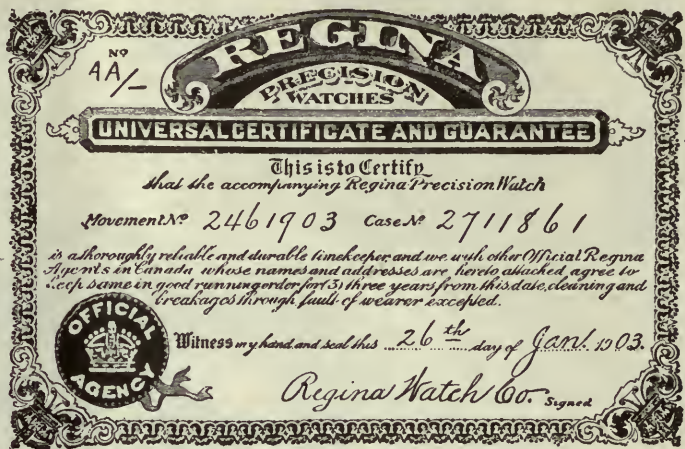 REGINA
Nº
AA/-
PRECISION
WATCHES
UNIVERSAL CERTIFICATE AND GUARANTEE
This is to Certify
that the accompanying Regina Precision Watch
Movement Nº 2461903 Case Nº 2711861
is a thoroughly reliable and durable timekeeper and we with other Official Regina
Agents in Canada whose names and addresses are hereto attached, agree to
keep same in good running order for (3) three years from this date, cleaning and
breakages through fault of wearer excepted.
OFFICIAL
AGENCY
Witness my hand and seal this 26th day of Jan! 1903.
Regina Watch Co. Signed